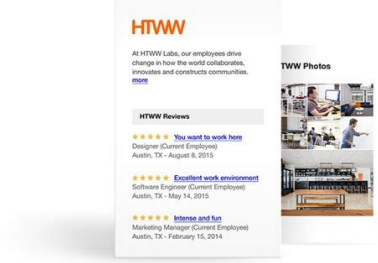 HTWW
At HTWW Labs, our employees drive
change in how the world collaborates,
innovates and constructs communities.
more
HTWW Reviews
You want to work here
Designer (Current Employee)
Austin, TX - August 8, 2015
Excellent work environment
Software Engineer (Current Employee)
Austin, TX - May 14, 2015
Intense and fun
Marketing Manager (Current Employee)
Austin, TX - February 15, 2014
TWW Photos